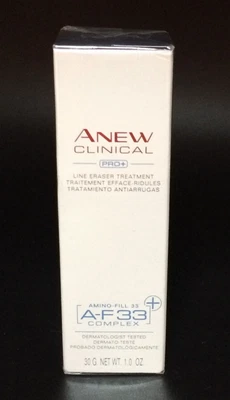 ANEW
CLINICAL
PRO+
LINE ERASER TREATMENT
TRAITEMENT EFFACE-RIDULES
TRATAMIENTO ANTIARRUGAS
AMINO-FILL 33
A-F33 +
COMPLEX
DERMATOLOGIST TESTED
DERMATO-TESTÉ
PROBADO DERMATOLÓGICAMENTE
30 G NET WT. 1.0 OZ